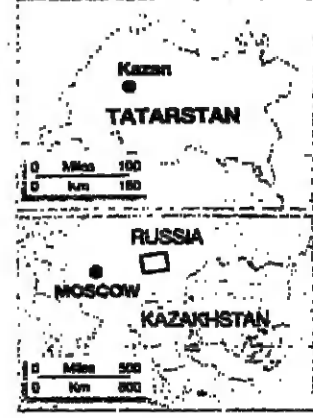 Kazan
TATARSTAN
0 Miles 100
0 km 150
RUSSIA
MOSCOW
KAZAKHSTAN
0 Miles 500
0 Km 800